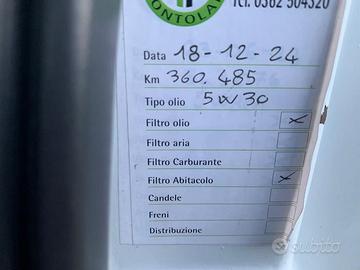 ONTOLA
Tel. 0362 504320
Data 18-12-24
Km 360.485
Tipo olio 5W30
Filtro olio x
Filtro aria
Filtro Carburante
Filtro Abitacolo x
Candele
Freni
Distribuzione
subito